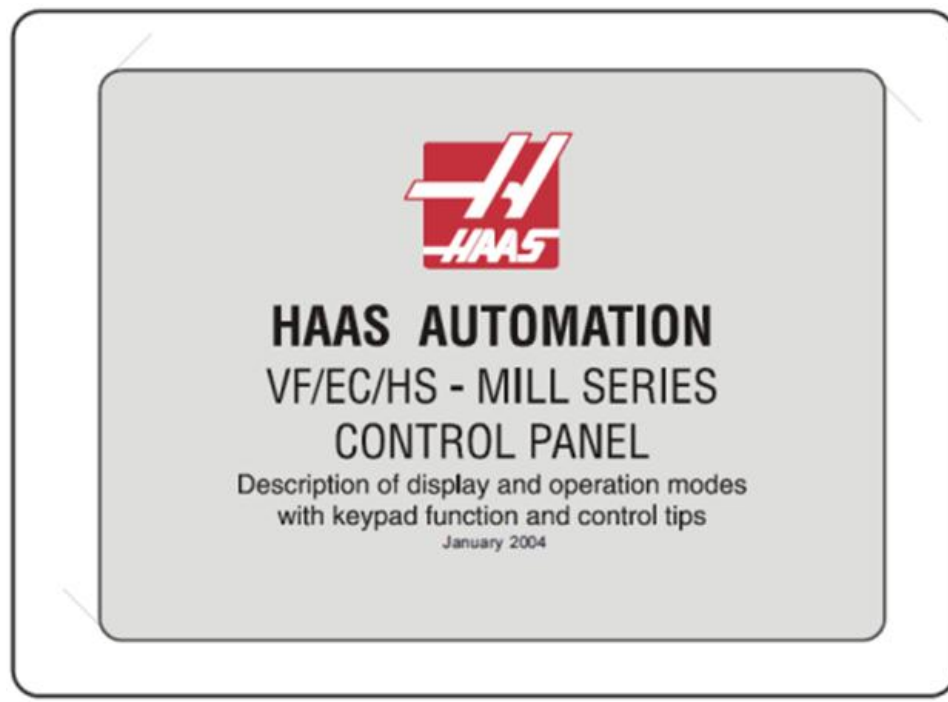 HAAS
HAAS AUTOMATION
VF/EC/HS - MILL SERIES
CONTROL PANEL
Description of display and operation modes
with keypad function and control tips
January 2004